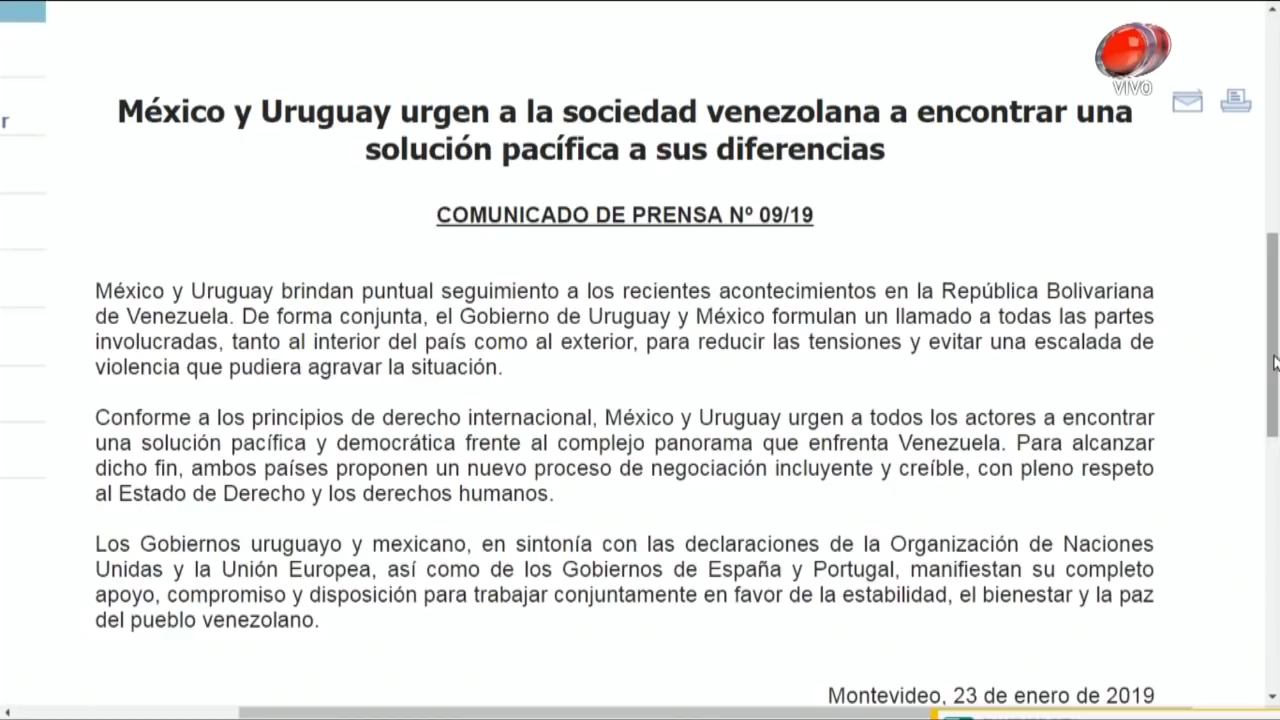 VIVO
r
México y Uruguay urgen a la sociedad venezolana a encontrar una
solución pacífica a sus diferencias
COMUNICADO DE PRENSA Nº 09/19
México y Uruguay brindan puntual seguimiento a los recientes acontecimientos en la República Bolivariana
de Venezuela. De forma conjunta, el Gobierno de Uruguay y México formulan un llamado a todas las partes
involucradas, tanto al interior del país como al exterior, para reducir las tensiones y evitar una escalada de
violencia que pudiera agravar la situación.
Conforme a los principios de derecho internacional, México y Uruguay urgen a todos los actores a encontrar
una solución pacífica y democrática frente al complejo panorama que enfrenta Venezuela. Para alcanzar
dicho fin, ambos países proponen un nuevo proceso de negociación incluyente y creíble, con pleno respeto
al Estado de Derecho y los derechos humanos.
Los Gobiernos uruguayo y mexicano, en sintonía con las declaraciones de la Organización de Naciones
Unidas y la Unión Europea, así como de los Gobiernos de España y Portugal, manifiestan su completo
apoyo, compromiso y disposición para trabajar conjuntamente en favor de la estabilidad, el bienestar y la paz
del pueblo venezolano.
Montevideo, 23 de enero de 2019